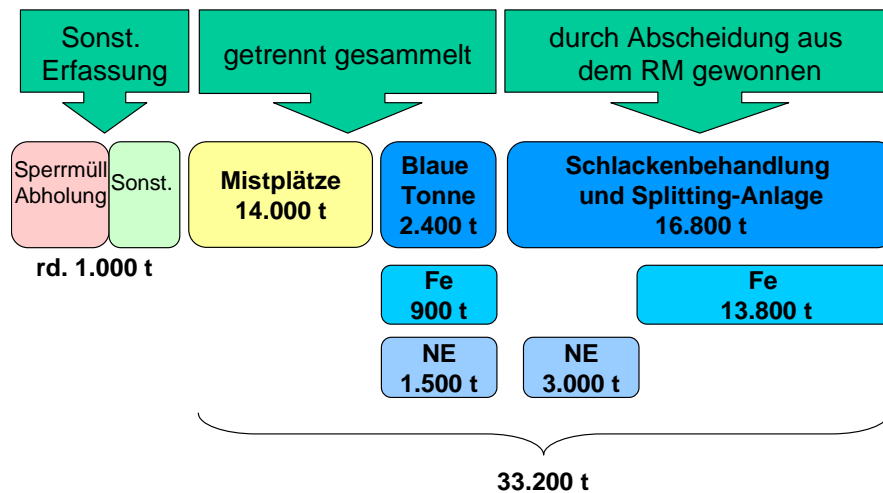 Sonst.
Erfassung
getrennt gesammelt
durch Abscheidung aus
dem RM gewonnen
Sperrmüll
Abholung
Sonst.
Mistplätze
14.000 t
Blaue
Tonne
2.400 t
Schlackenbehandlung
und Splitting-Anlage
16.800 t
rd. 1.000 t
Fe
900 t
Fe
13.800 t
NE
1.500 t
NE
3.000 t
33.200 t